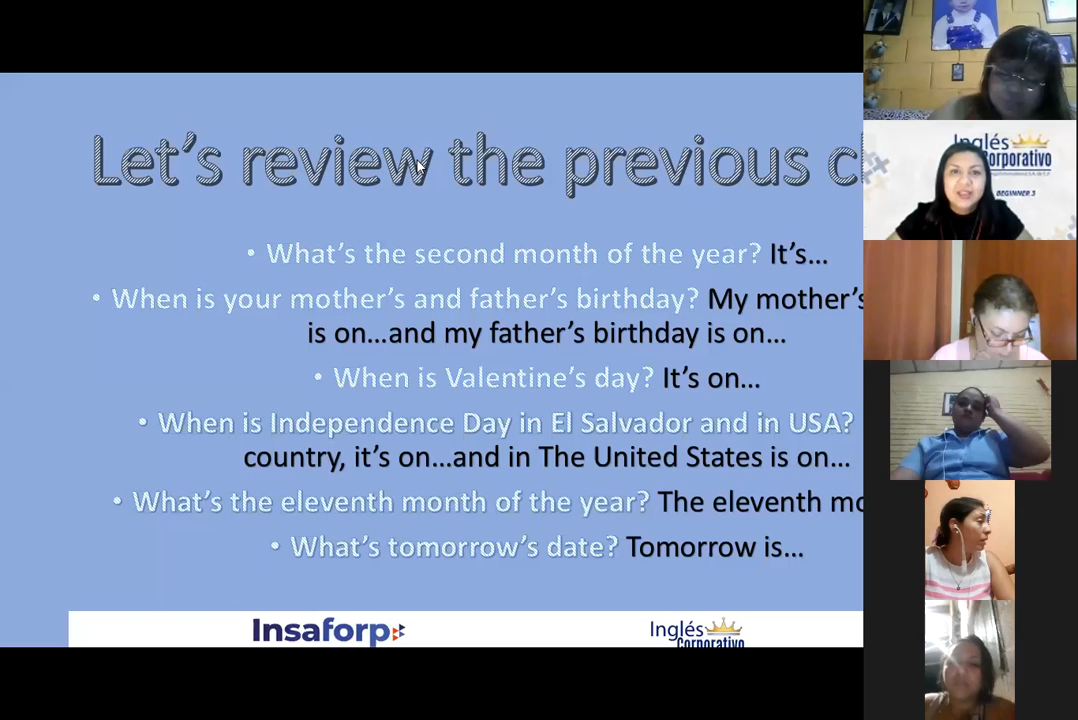 Let's review the previous c
• What's the second month of the year? It's...
• When is your mother's and father's birthday? My mother's
is on...and my father's birthday is on...
• When is Valentine's day? It's on...
• When is Independence Day in El Salvador and in USA?
country, it's on...and in The United States is on...
• What's the eleventh month of the year? The eleventh mo
• What's tomorrow's date? Tomorrow is...
Insaforp
Inglés
Corporativo
Inglés
Corporativo
BEGINNER 3